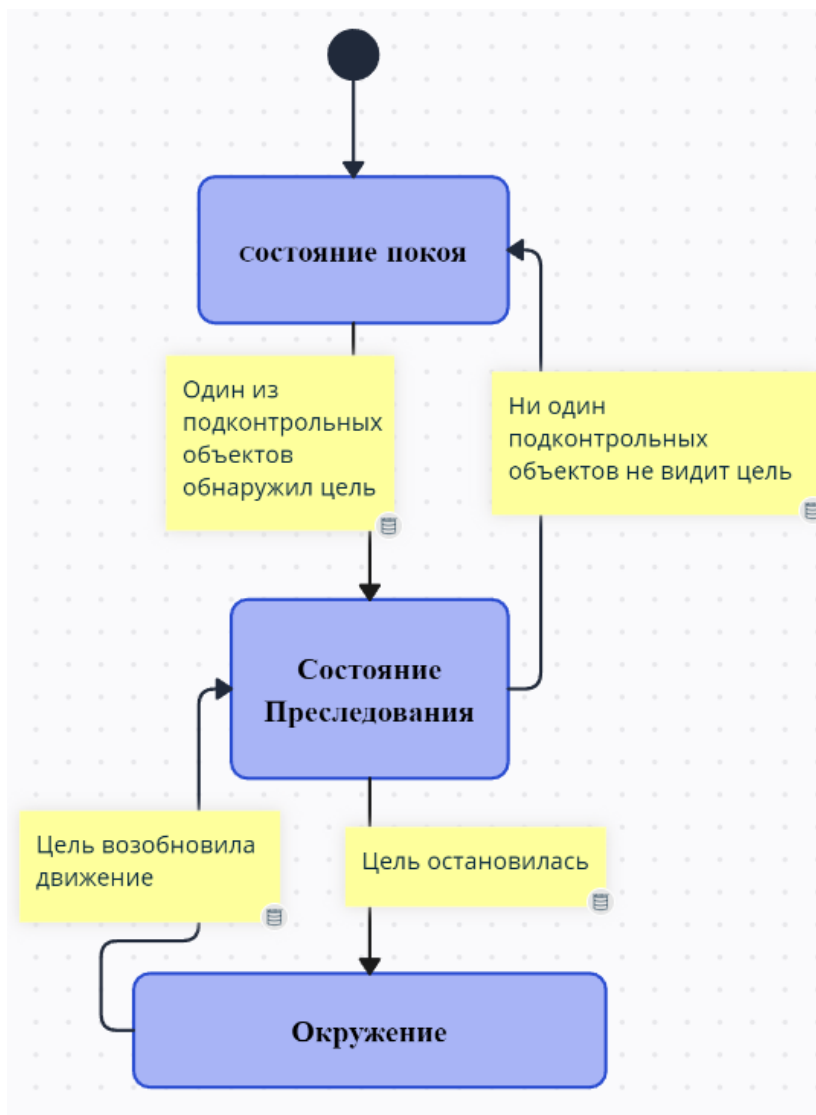 Состояние покоя
Один из
подконтрольных
объектов
обнаружил цель
Ни один
подконтрольных
объектов не видит цель
Состояние
Преследования
Цель возобновила
движение
Цель остановилась
Окружение